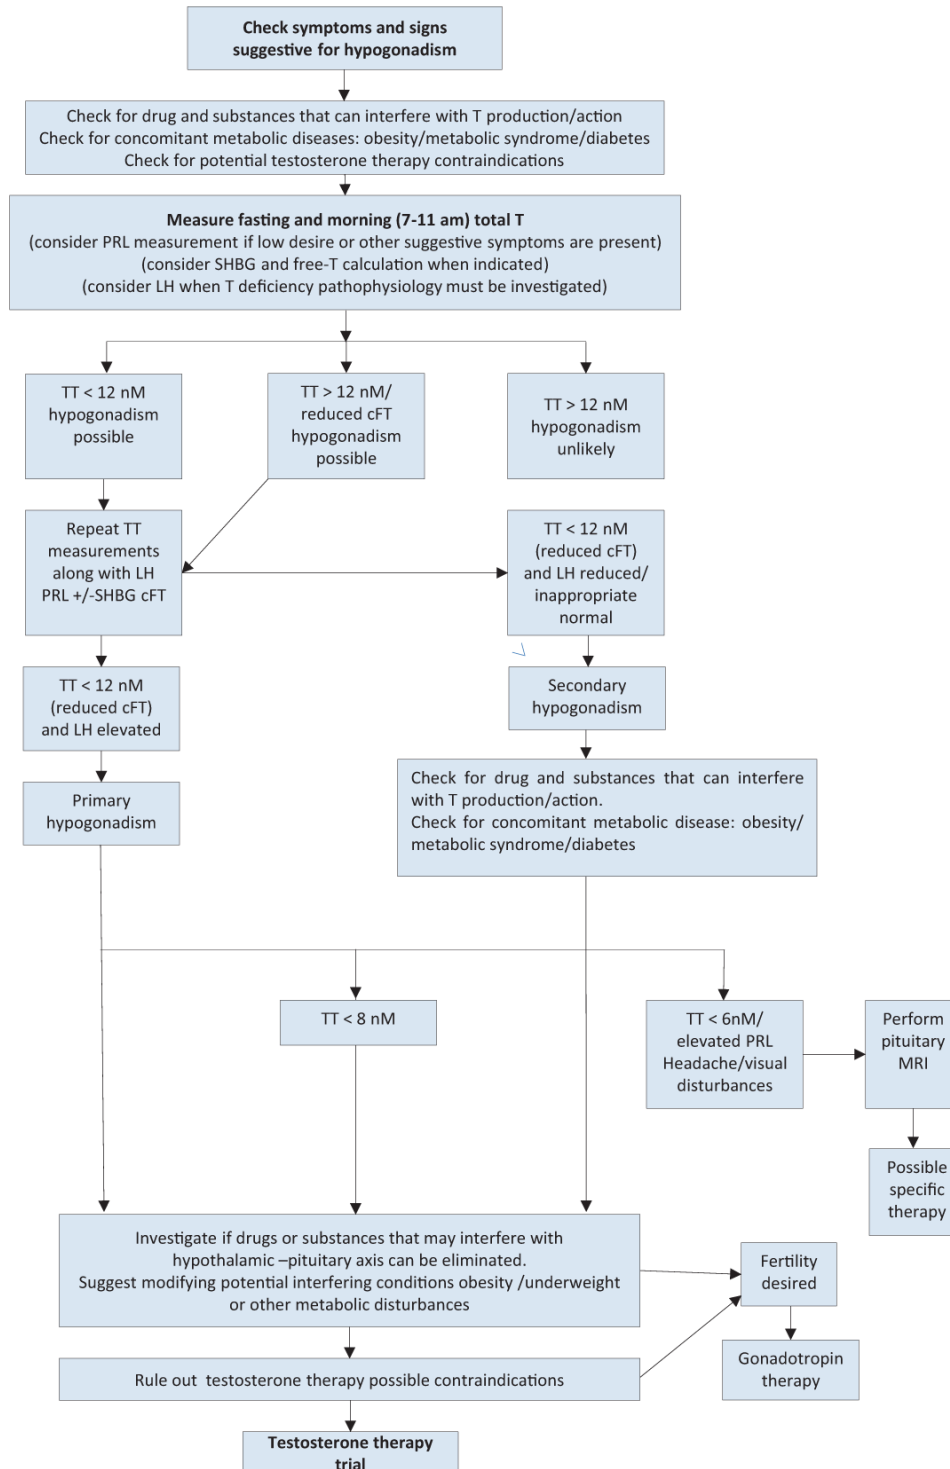 Check symptoms and signs
suggestive for hypogonadism
Check for drug and substances that can interfere with T production/action
Check for concomitant metabolic diseases: obesity/metabolic syndrome/diabetes
Check for potential testosterone therapy contraindications
Measure fasting and morning (7-11 am) total T
(consider PRL measurement if low desire or other suggestive symptoms are present)
(consider SHBG and free-T calculation when indicated)
(consider LH when T deficiency pathophysiology must be investigated)
TT < 12 nM
hypogonadism
possible
TT > 12 nM/
reduced cFT
hypogonadism
possible
TT > 12 nM
hypogonadism
unlikely
Repeat TT
measurements
along with LH
PRL +/-SHBG cFT
TT < 12 nM
(reduced cFT)
and LH reduced/
inappropriate
normal
TT < 12 nM
(reduced cFT)
and LH elevated
Secondary
hypogonadism
Primary
hypogonadism
Check for drug and substances that can interfere
with T production/action.
Check for concomitant metabolic disease: obesity/
metabolic syndrome/diabetes
TT < 8 nM
TT < 6nM/
elevated PRL
Headache/visual
disturbances
Perform
pituitary
MRI
Possible
specific
therapy
Investigate if drugs or substances that may interfere with
hypothalamic –pituitary axis can be eliminated.
Suggest modifying potential interfering conditions obesity /underweight
or other metabolic disturbances
Fertility
desired
Gonadotropin
therapy
Rule out testosterone therapy possible contraindications
Testosterone therapy
trial